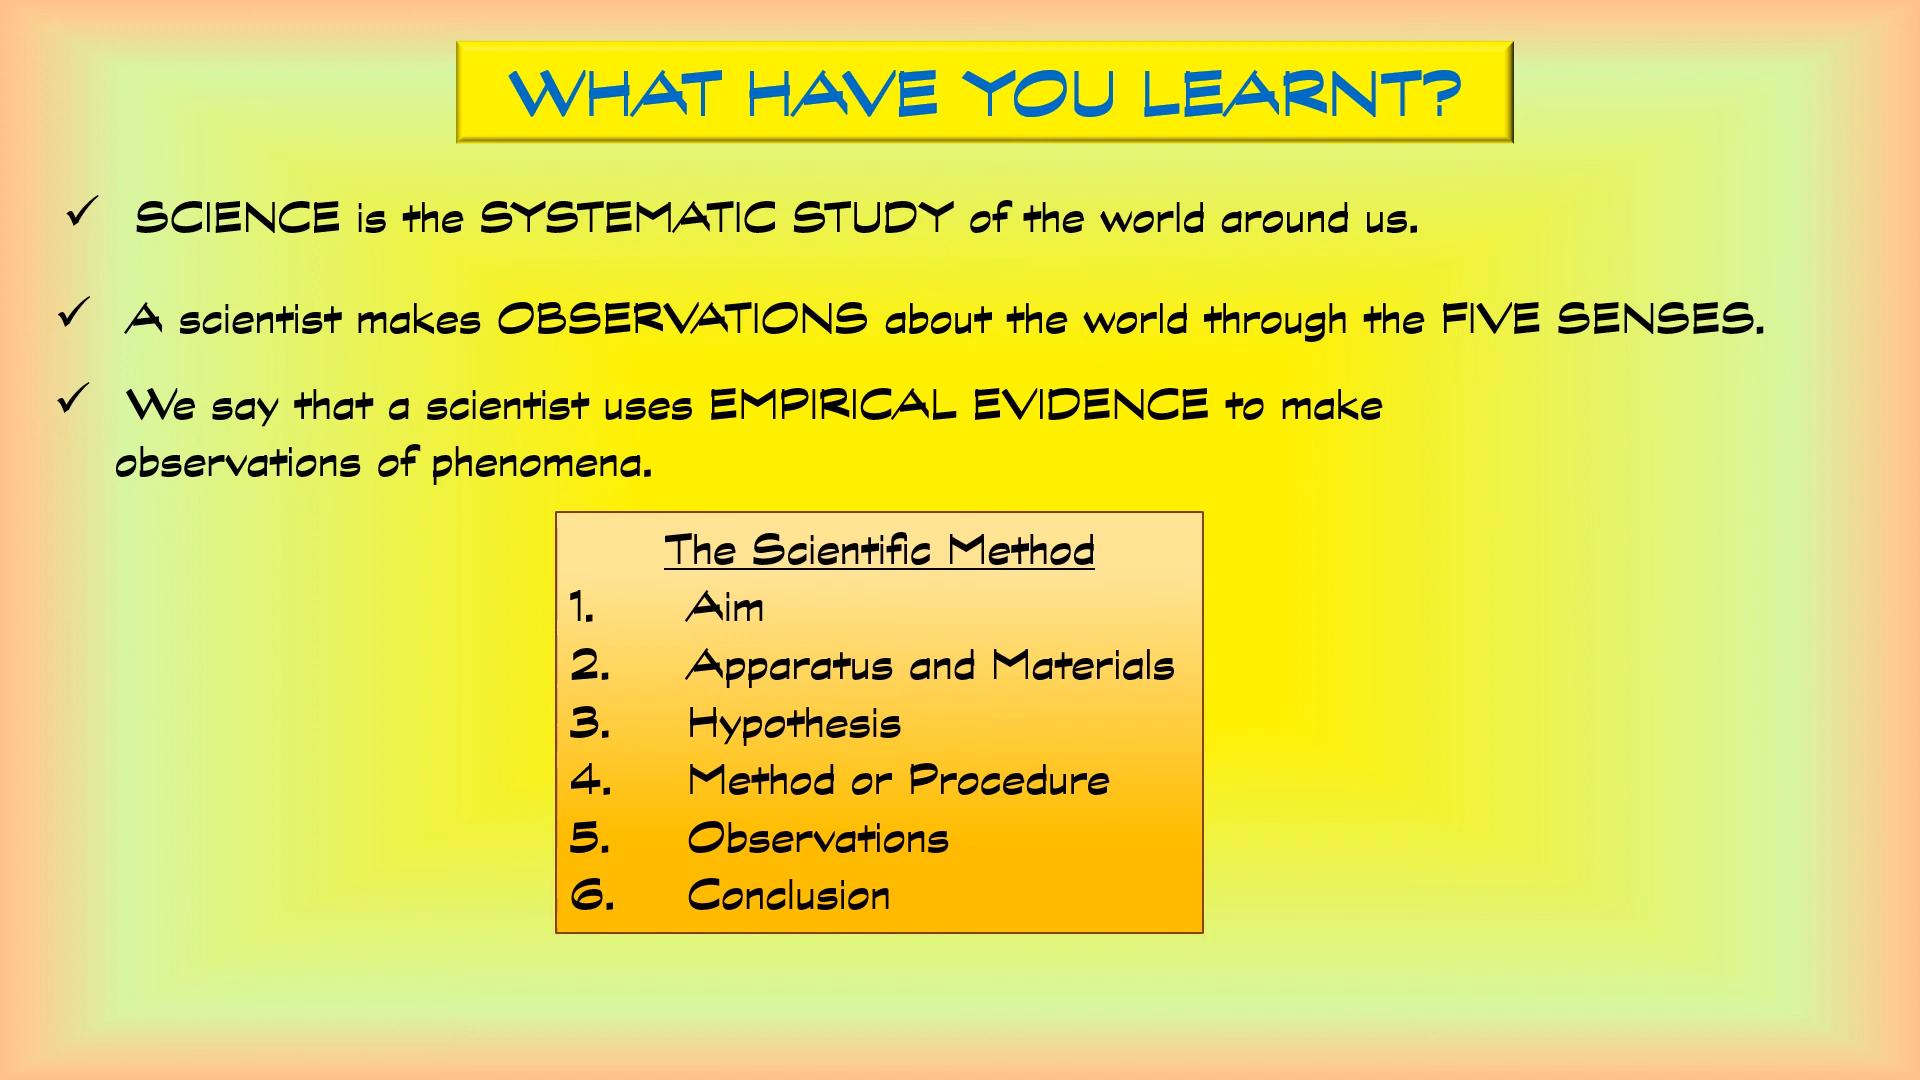 WHAT HAVE YOU LEARNT?
✓ SCIENCE is the SYSTEMATIC STUDY of the world around us.
✓ A scientist makes OBSERVATIONS about the world through the FIVE SENSES.
✓ We say that a scientist uses EMPIRICAL EVIDENCE to make
observations of phenomena.
The Scientific Method
1. Aim
2. Apparatus and Materials
3. Hypothesis
4. Method or Procedure
5. Observations
6. Conclusion